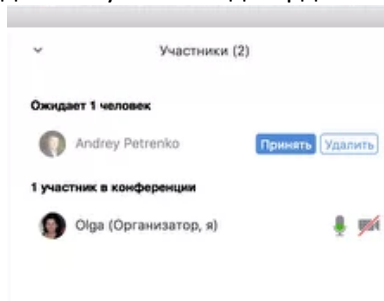 Участники (2)
Ожидает 1 человек
Andrey Petrenko Принять Удалить
1 участник в конференции
Olga (Организатор, я)